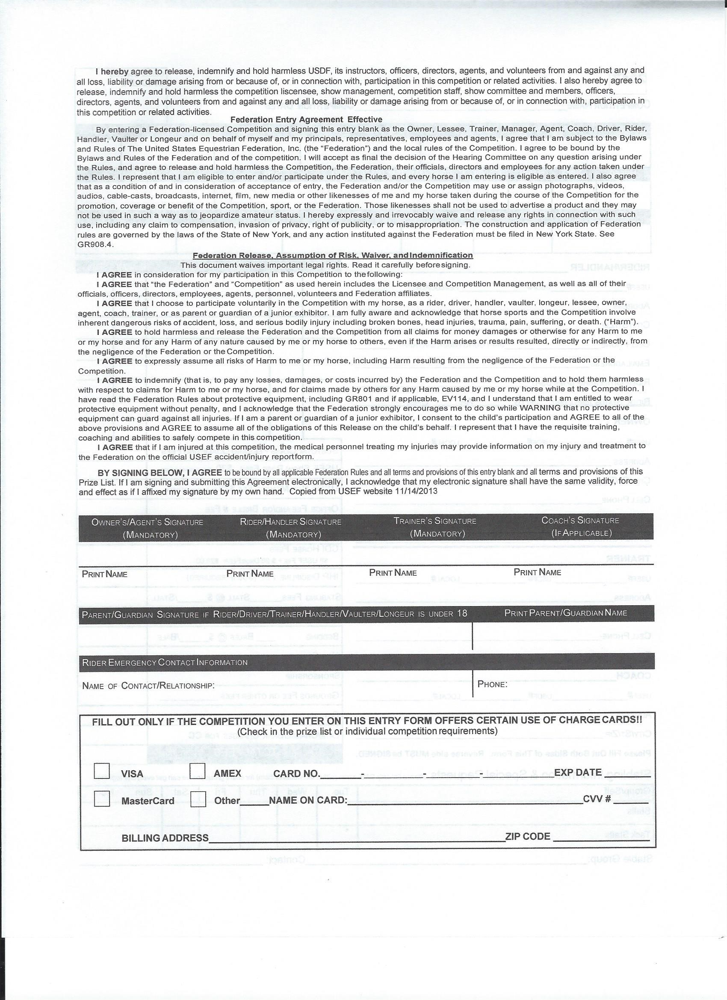 I hereby agree to release, indemnify and hold harmless USDF, its instructors, officers, directors, agents, and volunteers from and against any and
all loss, liability or damage arising from or because of, or in connection with, participation in this competition or related activities. I also hereby agree to
release, indemnify and hold harmless the competition liscensee, show management, competition staff, show committee and members, officers,
directors, agents, and volunteers from and against any and all loss, liability or damage arising from or because of, or in connection with, participation in
this competition or related activities.
Federation Entry Agreement Effective
By entering a Federation-licensed Competition and signing this entry blank as the Owner, Lessee, Trainer, Manager, Agent, Coach, Driver, Rider,
Handler, Vaulter or Longeur and on behalf of myself and my principals, representatives, employees and agents, I agree that I am subject to the Bylaws
and Rules of The United States Equestrian Federation, Inc. (the “Federation”) and the local rules of the Competition. I agree to be bound by the
Bylaws and Rules of the Federation and of the competition. I will accept as final the decision of the Hearing Committee on any question arising under
the Rules, and agree to release and hold harmless the Competition, the Federation, their officials, directors and employees for any action taken under
the Rules. I represent that I am eligible to enter and/or participate under the Rules, and every horse I am entering is eligible as entered. I also agree
that as a condition of and in consideration of acceptance of entry, the Federation and/or the Competition may use or assign photographs, videos,
audios, cable-casts, broadcasts, internet, film, new media or other likenesses of me and my horse taken during the course of the Competition for the
promotion, coverage or benefit of the Competition, sport, or the Federation. Those likenesses shall not be used to advertise a product and they may
not be used in such a way as to jeopardize amateur status. I hereby expressly and irrevocably waive and release any rights in connection with such
use, including any claim to compensation, invasion of privacy, right of publicity, or to misappropriation. The construction and application of Federation
rules are governed by the laws of the State of New York, and any action instituted against the Federation must be filed in New York State. See
GR908.4.
Federation Release, Assumption of Risk, Waiver, and Indemnification
This document waives important legal rights. Read it carefully before signing.
I AGREE in consideration for my participation in this Competition to the following:
I AGREE that “the Federation” and “Competition” as used herein includes the Licensee and Competition Management, as well as all of their
officials, officers, directors, employees, agents, personnel, volunteers and Federation affiliates.
I AGREE that I choose to participate voluntarily in the Competition with my horse, as a rider, driver, handler, vaulter, longeur, lessee, owner,
agent, coach, trainer, or as parent or guardian of a junior exhibitor. I am fully aware and acknowledge that horse sports and the Competition involve
inherent dangerous risks of accident, loss, and serious bodily injury including broken bones, head injuries, trauma, pain, suffering, or death. (“Harm”).
I AGREE to hold harmless and release the Federation and the Competition from all claims for money damages or otherwise for any Harm to me
or my horse and for any Harm of any nature caused by me or my horse to others, even if the Harm arises or results resulted, directly or indirectly, from
the negligence of the Federation or the Competition.
I AGREE to expressly assume all risks of Harm to me or my horse, including Harm resulting from the negligence of the Federation or the
Competition.
I AGREE to indemnify (that is, to pay any losses, damages, or costs incurred by) the Federation and the Competition and to hold them harmless
with respect to claims for Harm to me or my horse, and for claims made by others for any Harm caused by me or my horse while at the Competition. I
have read the Federation Rules about protective equipment, including GR801 and if applicable, EV114, and I understand that I am entitled to wear
protective equipment without penalty, and I acknowledge that the Federation strongly encourages me to do so while WARNING that no protective
equipment can guard against all injuries. If I am a parent or guardian of a junior exhibitor, I consent to the child's participation and AGREE to all of the
above provisions and AGREE to assume all of the obligations of this Release on the child's behalf. I represent that I have the requisite training,
coaching and abilities to safely compete in this competition.
I AGREE that if I am injured at this competition, the medical personnel treating my injuries may provide information on my injury and treatment to
the Federation on the official USEF accident/injury reportform.
BY SIGNING BELOW, I AGREE to be bound by all applicable Federation Rules and all terms and provisions of this entry blank and all terms and provisions of this
Prize List. If I am signing and submitting this Agreement electronically, I acknowledge that my electronic signature shall have the same validity, force
and effect as if I affixed my signature by my own hand. Copied from USEF website 11/14/2013
OWNER'S/AGENT'S SIGNATURE RIDER/HANDLER SIGNATURE TRAINER'S SIGNATURE COACH'S SIGNATURE
(MANDATORY) (MANDATORY) (MANDATORY) (IF APPLICABLE)
PRINT NAME PRINT NAME PRINT NAME PRINT NAME
PARENT/GUARDIAN SIGNATURE IF RIDER/DRIVER/TRAINER/HANDLER/VAULTER/LONGEUR IS UNDER 18 PRINT PARENT/GUARDIAN NAME
RIDER EMERGENCY CONTACT INFORMATION
NAME OF CONTACT/RELATIONSHIP: PHONE:
FILL OUT ONLY IF THE COMPETITION YOU ENTER ON THIS ENTRY FORM OFFERS CERTAIN USE OF CHARGE CARDS!!
(Check in the prize list or individual competition requirements)
VISA AMEX CARD NO.______-_________-________-__________EXP DATE _______
MasterCard Other_____NAME ON CARD:___________________________________CVV # _____
BILLING ADDRESS____________________________________________ZIP CODE ______________